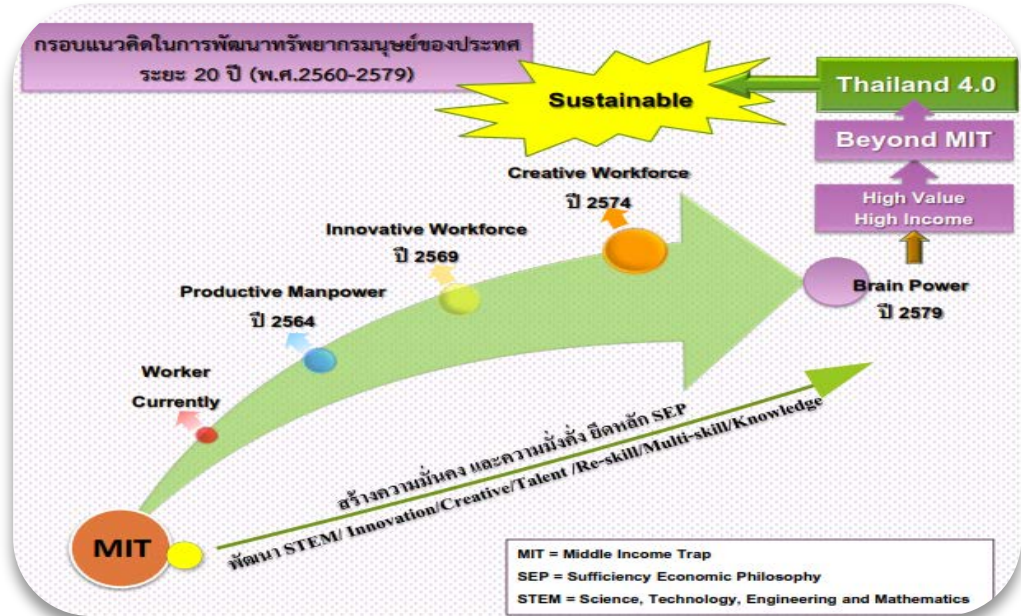 กรอบแนวคิดในการพัฒนาทรัพยากรมนุษย์ของประทศ
ระยะ 20 ปี (พ.ศ.2560-2579)
Sustainable
Thailand 4.0
Beyond MIT
High Value
High Income
Creative Workforce
ปี 2574
Innovative Workforce
ปี 2569
Productive Manpower
ปี 2564
Worker
Currently
Brain Power
ปี 2579
สร้างความมั่นคง และความมั่งคั่ง ยึดหลัก SEP
พัฒนา STEM/ Innovation/Creative/Talent /Re-skill/Multi-skill/Knowledge
MIT
MIT = Middle Income Trap
SEP = Sufficiency Economic Philosophy
STEM = Science, Technology, Engineering and Mathematics